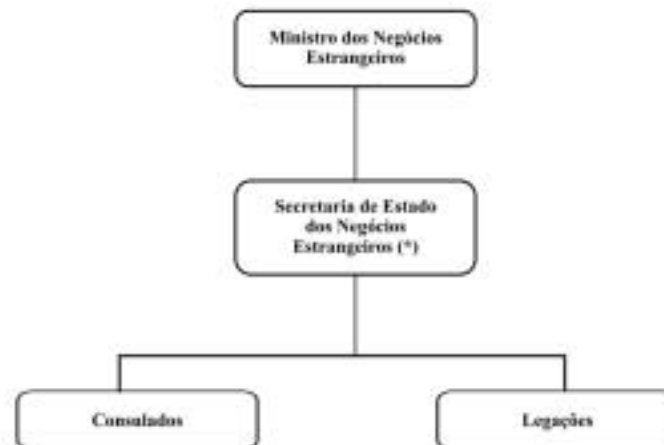 Ministro dos Negócios
Estrangeiros
Secretaria de Estado
dos Negócios
Estrangeiros (*)
Consulados
Legações